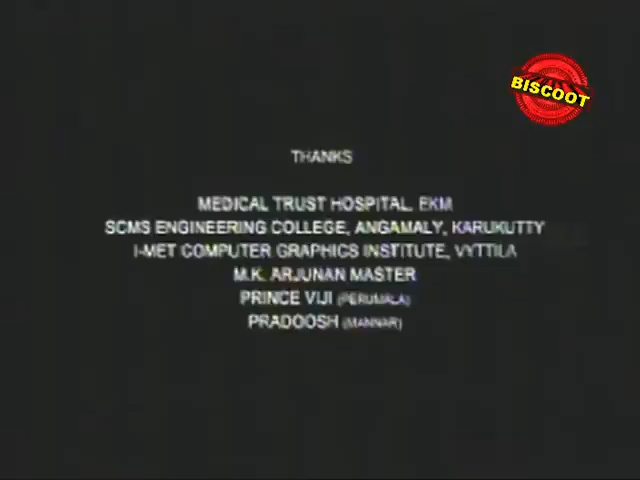 BISCOOT
THANKS
MEDICAL TRUST HOSPITAL, EKM
SCMS ENGINEERING COLLEGE, ANGAMALY, KARUKUTTY
I-MET COMPUTER GRAPHICS INSTITUTE, VYTTILA
M.K. ARJUNAN MASTER
PRINCE VIJI (PERUMALA)
PRADOOSH (MANNAR)